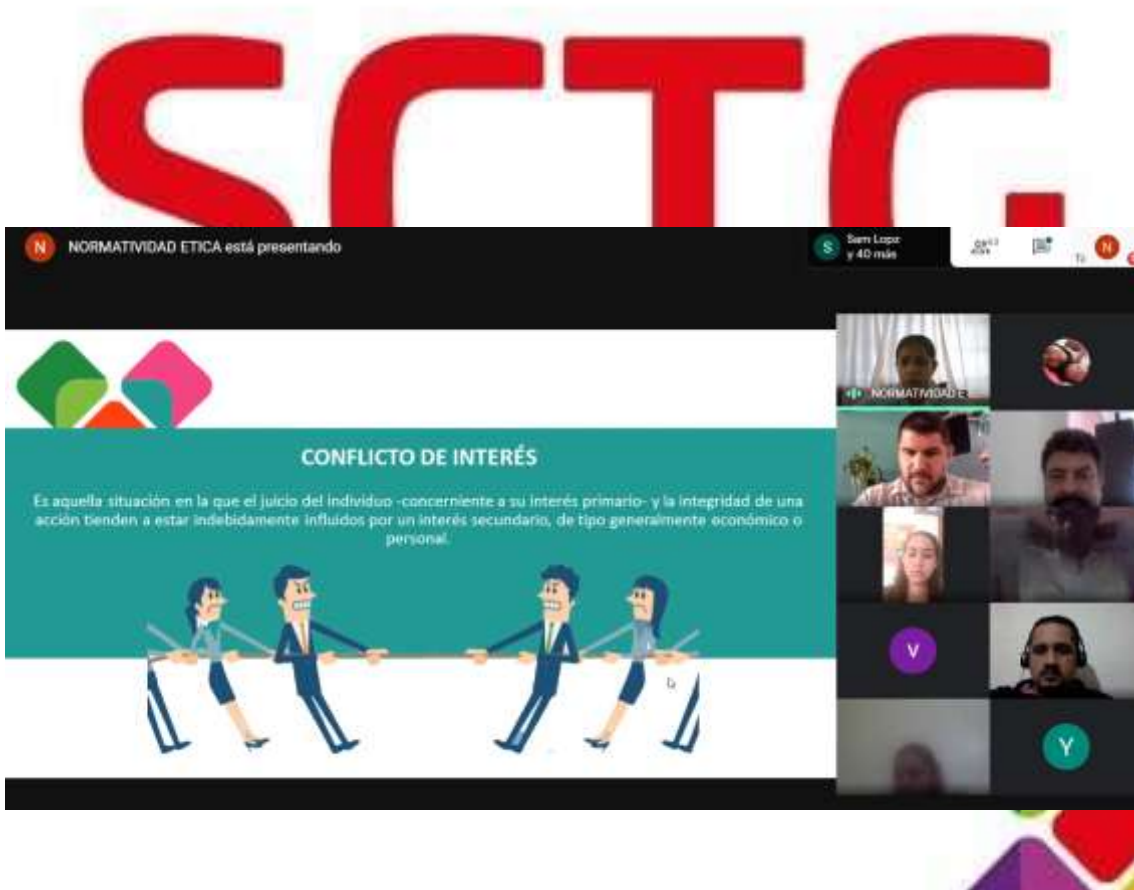 SCTG
N NORMATIVIDAD ETICA está presentando
S Sam Lopz
y 40 más
N
NORMATIVIDAD E
CONFLICTO DE INTERÉS
Es aquella situación en la que el juicio del individuo -concerniente a su interés primario- y la integridad de una
acción tienden a estar indebidamente influidos por un interés secundario, de tipo generalmente económico o
personal.
V
Y